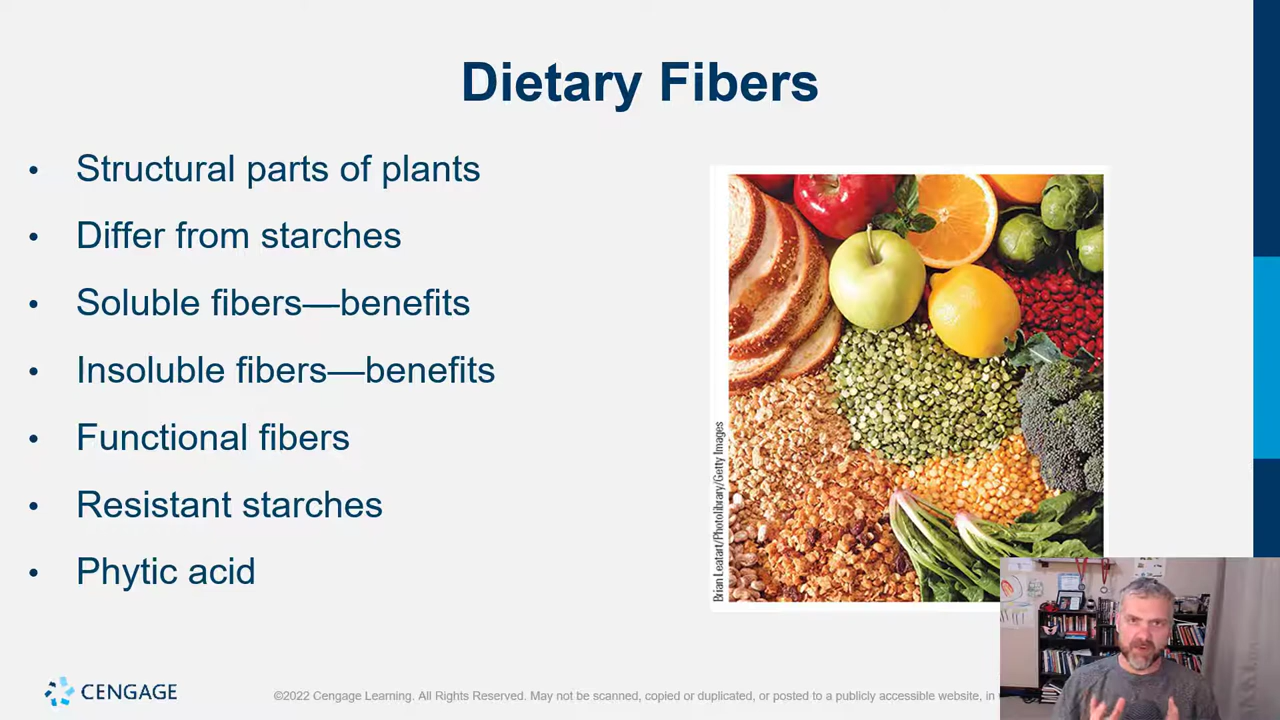 Dietary Fibers
• Structural parts of plants
• Differ from starches
• Soluble fibers—benefits
• Insoluble fibers—benefits
• Functional fibers
• Resistant starches
• Phytic acid
Brian Leatart/Photolibrary/Getty Images
CENGAGE
©2022 Cengage Learning. All Rights Reserved. May not be scanned, copied or duplicated, or posted to a publicly accessible website, in